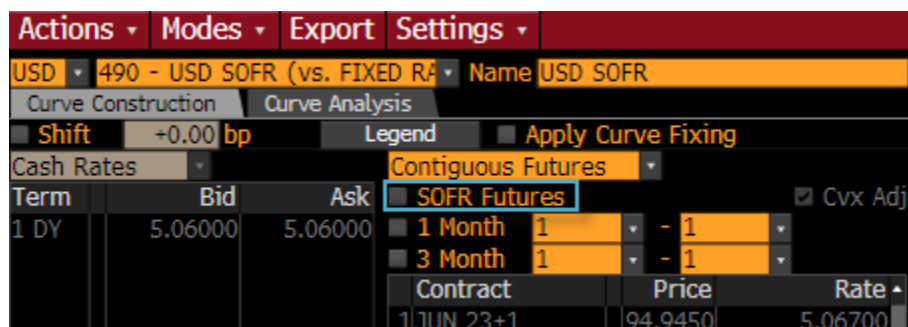 Actions Modes Export Settings
USD 490 - USD SOFR (vs. FIXED RA Name USD SOFR
Curve Construction Curve Analysis
Shift +0.00 bp Legend Apply Curve Fixing
Cash Rates Contiguous Futures
Term Bid Ask SOFR Futures Cvx Adj
1 DY 5.06000 5.06000 1 Month 1 - 1
3 Month 1 - 1
Contract Price Rate
1 JUN 23+1 94.9450 5.06700